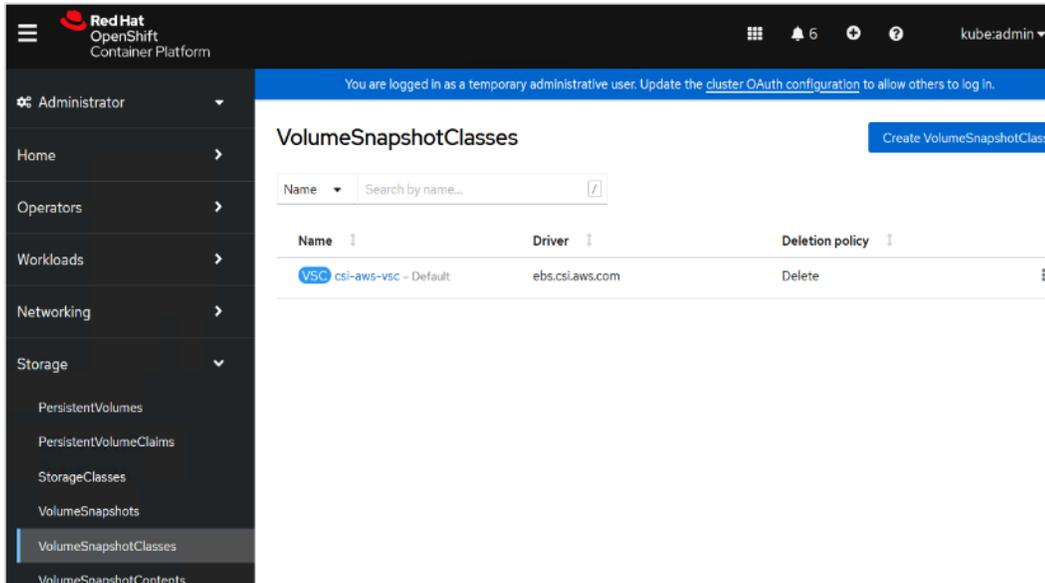 Red Hat
OpenShift
Container Platform
6
kube:admin
You are logged in as a temporary administrative user. Update the cluster OAuth configuration to allow others to log in.
Administrator
Home
Operators
Workloads
Networking
Storage
PersistentVolumes
PersistentVolumeClaims
StorageClasses
VolumeSnapshots
VolumeSnapshotClasses
VolumeSnapshotContents
VolumeSnapshotClasses
Create VolumeSnapshotClass
Name Search by name... /
Name Driver Deletion policy
VSC csi-aws-vsc – Default ebs.csi.aws.com Delete